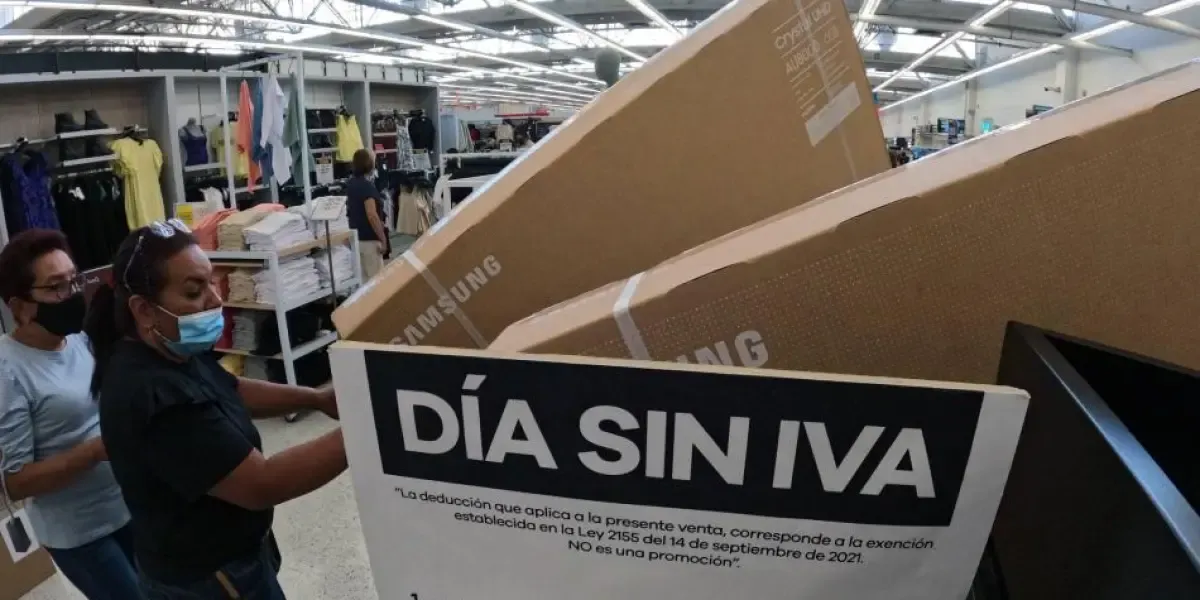 Crystal UHD
SAMSUNG
SAMSUNG
DÍA SIN IVA
"La deducción que aplica a la presente venta, corresponde a la exención
establecida en la Ley 2155 del 14 de septiembre de 2021.
NO es una promoción".